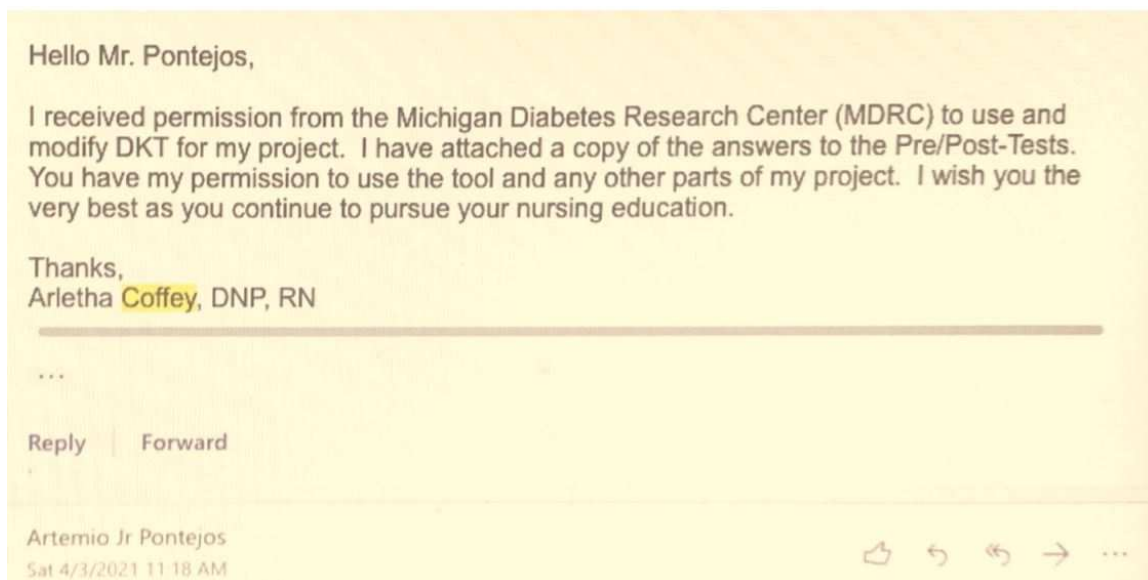 Hello Mr. Pontejos,
I received permission from the Michigan Diabetes Research Center (MDRC) to use and
modify DKT for my project.  I have attached a copy of the answers to the Pre/Post-Tests.
You have my permission to use the tool and any other parts of my project.  I wish you the
very best as you continue to pursue your nursing education.
Thanks,
Arletha Coffey, DNP, RN
...
Reply | Forward
Artemio Jr Pontejos
Sat 4/3/2021 11:18 AM